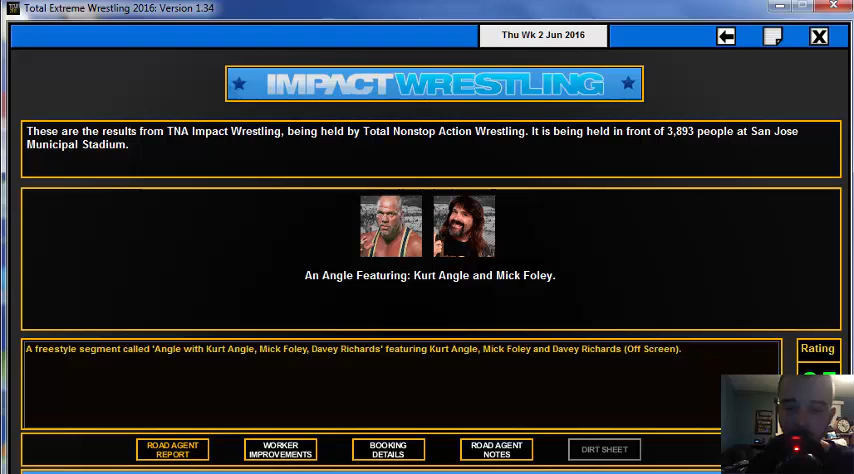 Total Extreme Wrestling 2016: Version 1.34
Thu Wk 2 Jun 2016
IMPACT WRESTLING
These are the results from TNA Impact Wrestling, being held by Total Nonstop Action Wrestling. It is being held in front of 3,893 people at San Jose
Municipal Stadium.
An Angle Featuring: Kurt Angle and Mick Foley.
A freestyle segment called 'Angle with Kurt Angle, Mick Foley, Davey Richards' featuring Kurt Angle, Mick Foley and Davey Richards (Off Screen).
Rating
ROAD AGENT
REPORT
WORKER
IMPROVEMENTS
BOOKING
DETAILS
ROAD AGENT
NOTES
DIRT SHEET